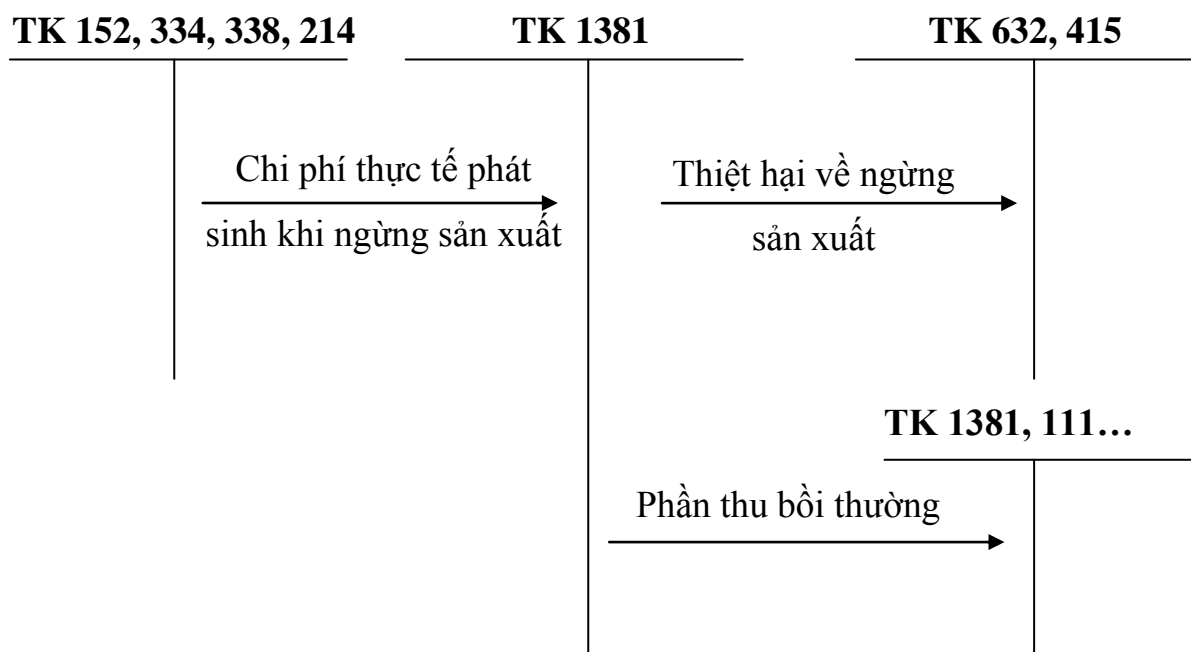 TK 152, 334, 338, 214
TK 1381
TK 632, 415
Chi phí thực tế phát
sinh khi ngừng sản xuất
Thiệt hại về ngừng
sản xuất
TK 1381, 111…
Phần thu bồi thường